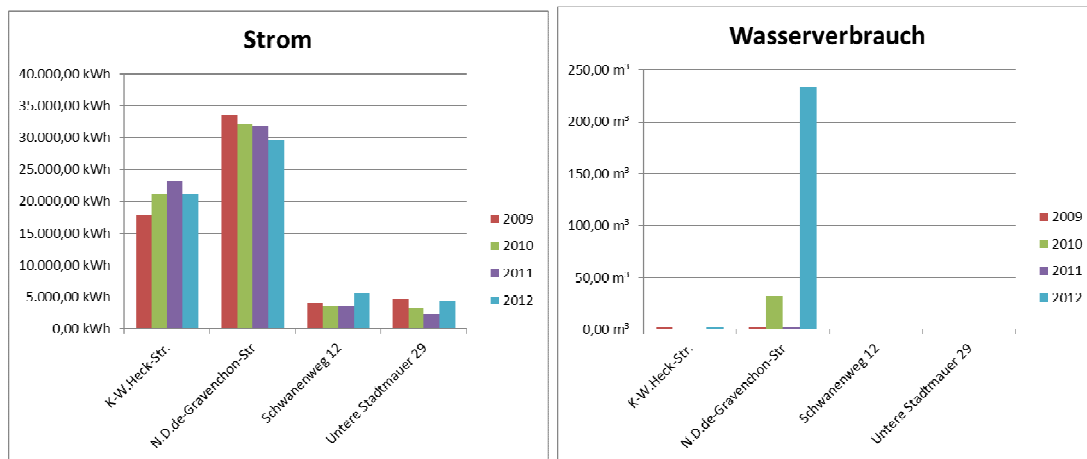 Strom
40.000,00 kWh
35.000,00 kWh
30.000,00 kWh
25.000,00 kWh
20.000,00 kWh
15.000,00 kWh
10.000,00 kWh
5.000,00 kWh
0,00 kWh
K-W.Heck-Str.
N.D.de-Gravenchon-Str
Schwanenweg 12
Untere Stadtmauer 29
2009
2010
2011
2012
Wasserverbrauch
250,00 m³
200,00 m³
150,00 m³
100,00 m³
50,00 m³
0,00 m³
K-W.Heck-Str.
N.D.de-Gravenchon-Str
Schwanenweg 12
Untere Stadtmauer 29
2009
2010
2011
2012